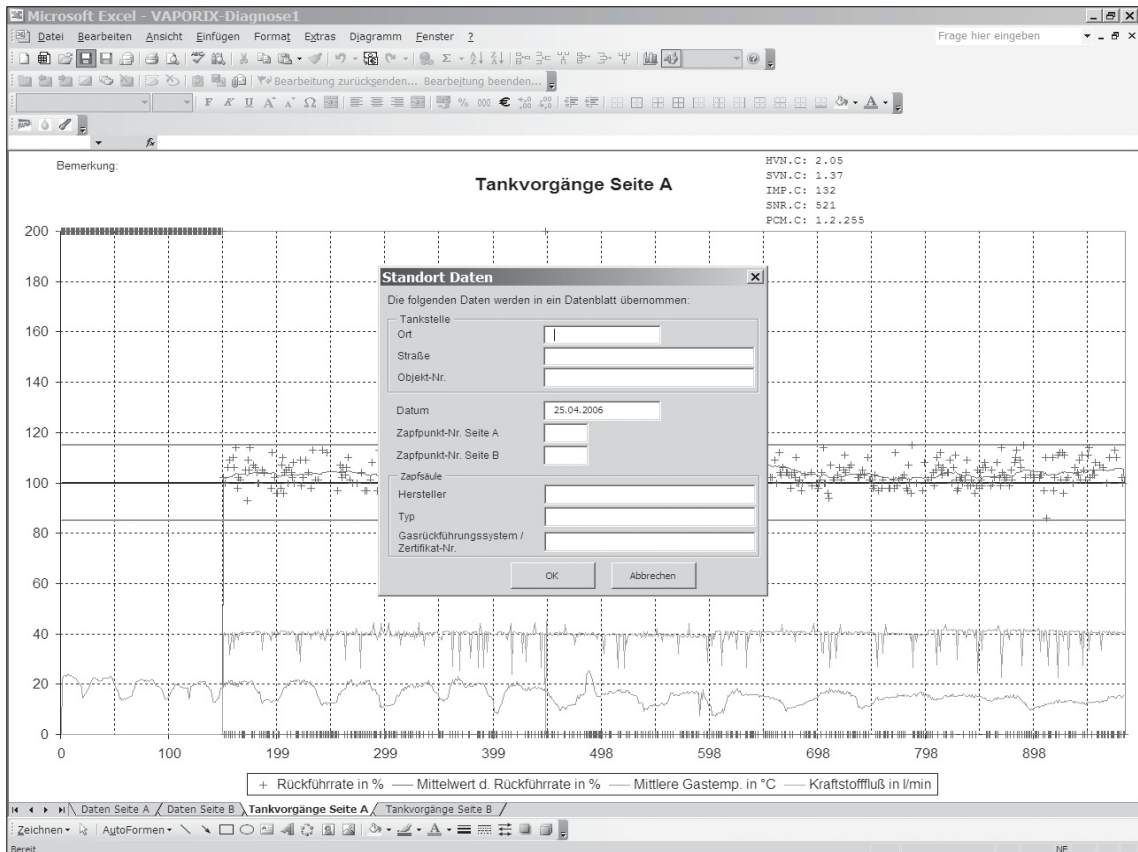 Microsoft Excel - VAPORIX-Diagnose1
Datei Bearbeiten Ansicht Einfügen Format Extras Diagramm Fenster ?
Frage hier eingeben
Bearbeitung zurücksenden... Bearbeitung beenden...
F K U A A Ω % 000 €
fx
Bemerkung:
Tankvorgänge Seite A
HVN.C: 2.05
SVN.C: 1.37
IMP.C: 132
SNR.C: 521
PCM.C: 1.2.255
200
180
160
140
120
100
80
60
40
20
0
Standort Daten
Die folgenden Daten werden in ein Datenblatt übernommen:
Tankstelle
Ort
Straße
Objekt-Nr.
Datum 25.04.2006
Zapfpunkt-Nr. Seite A
Zapfpunkt-Nr. Seite B
Zapfsäule
Hersteller
Typ
Gasrückführungssystem /
Zertifikat-Nr.
OK Abbrechen
0 100 199 299 399 498 598 698 798 898
+ Rückführrate in % — Mittelwert d. Rückführrate in % — Mittlere Gastemp. in °C — Kraftstofffluß in l/min
Daten Seite A / Daten Seite B \ Tankvorgänge Seite A / Tankvorgänge Seite B /
Zeichnen AutoFormen
Bereit NF